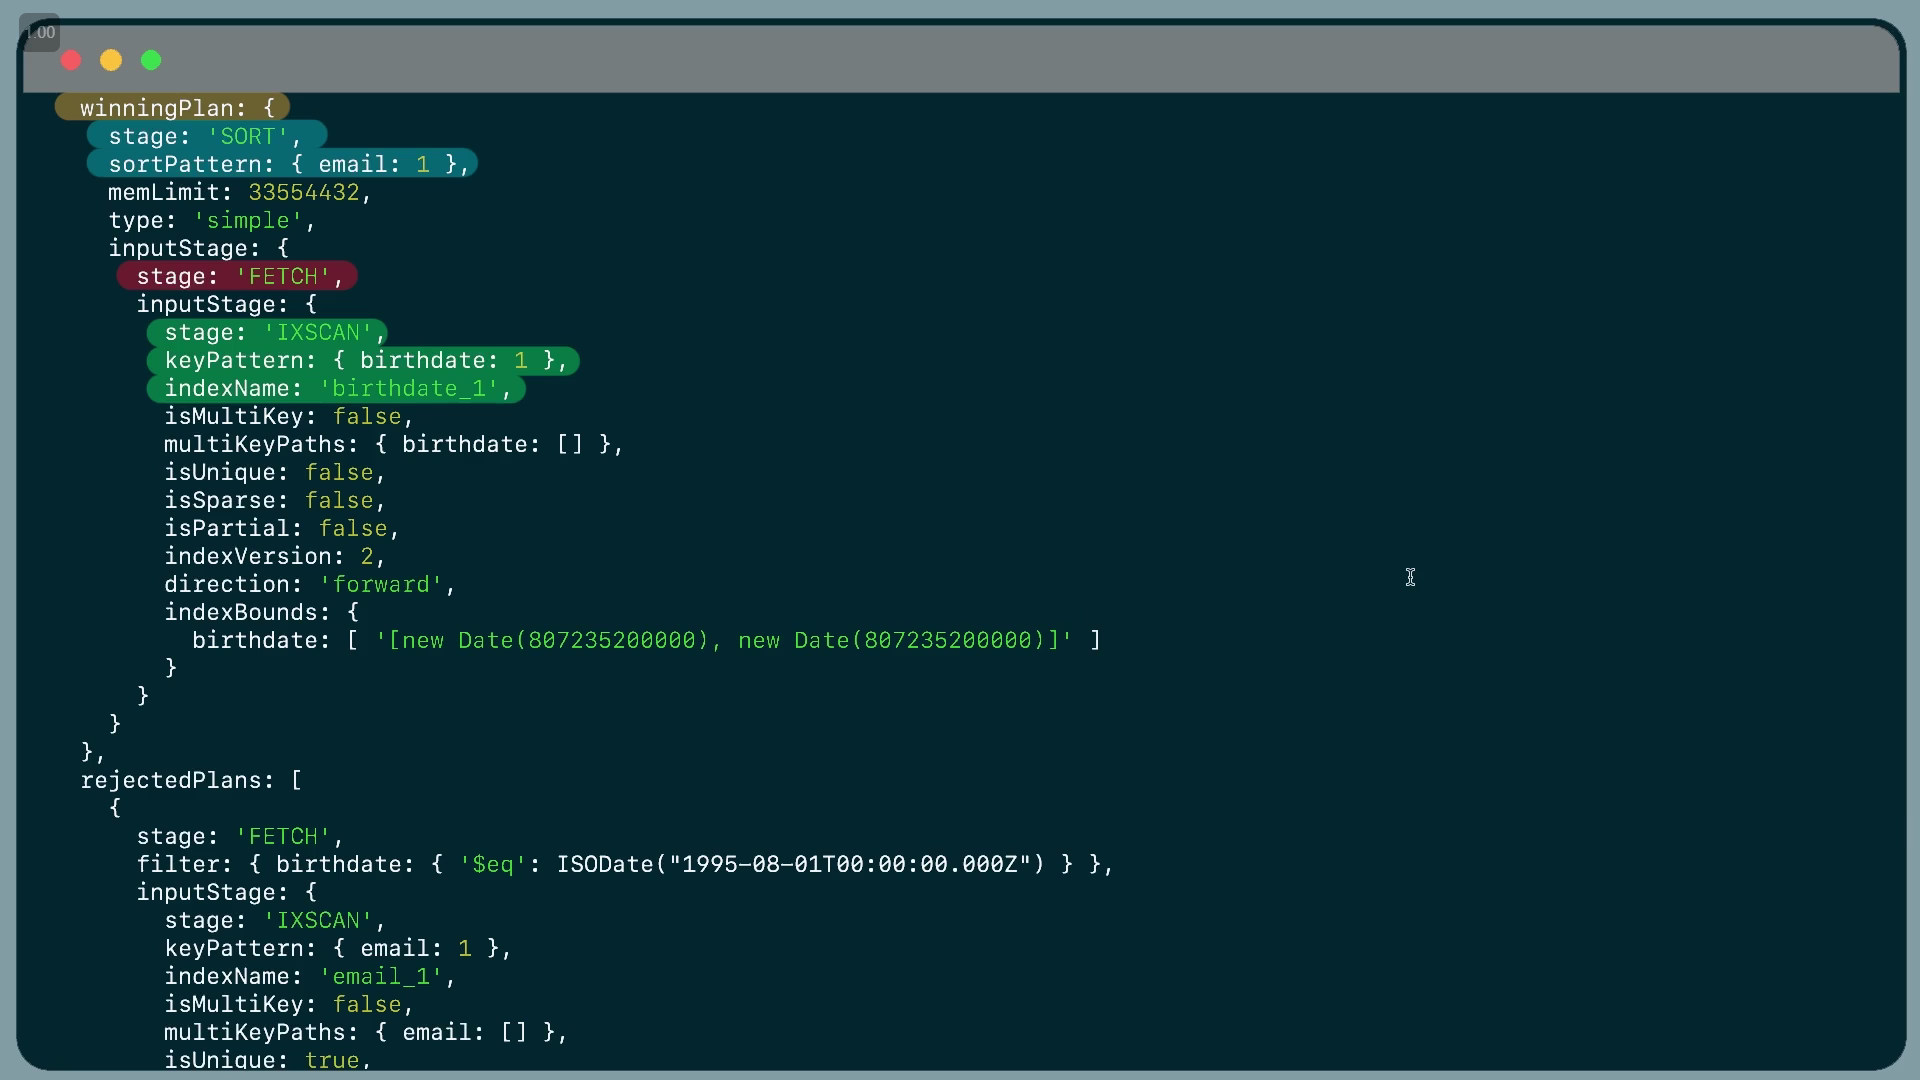 1.00
winningPlan: {
stage: 'SORT',
sortPattern: { email: 1 },
memLimit: 33554432,
type: 'simple',
inputStage: {
stage: 'FETCH',
inputStage: {
stage: 'IXSCAN',
keyPattern: { birthdate: 1 },
indexName: 'birthdate_1',
isMultiKey: false,
multiKeyPaths: { birthdate: [] },
isUnique: false,
isSparse: false,
isPartial: false,
indexVersion: 2,
direction: 'forward',
indexBounds: {
birthdate: [ '[new Date(807235200000), new Date(807235200000)]' ]
}
}
}
},
rejectedPlans: [
{
stage: 'FETCH',
filter: { birthdate: { '$eq': ISODate("1995-08-01T00:00:00.000Z") } },
inputStage: {
stage: 'IXSCAN',
keyPattern: { email: 1 },
indexName: 'email_1',
isMultiKey: false,
multiKeyPaths: { email: [] },
isUnique: true,